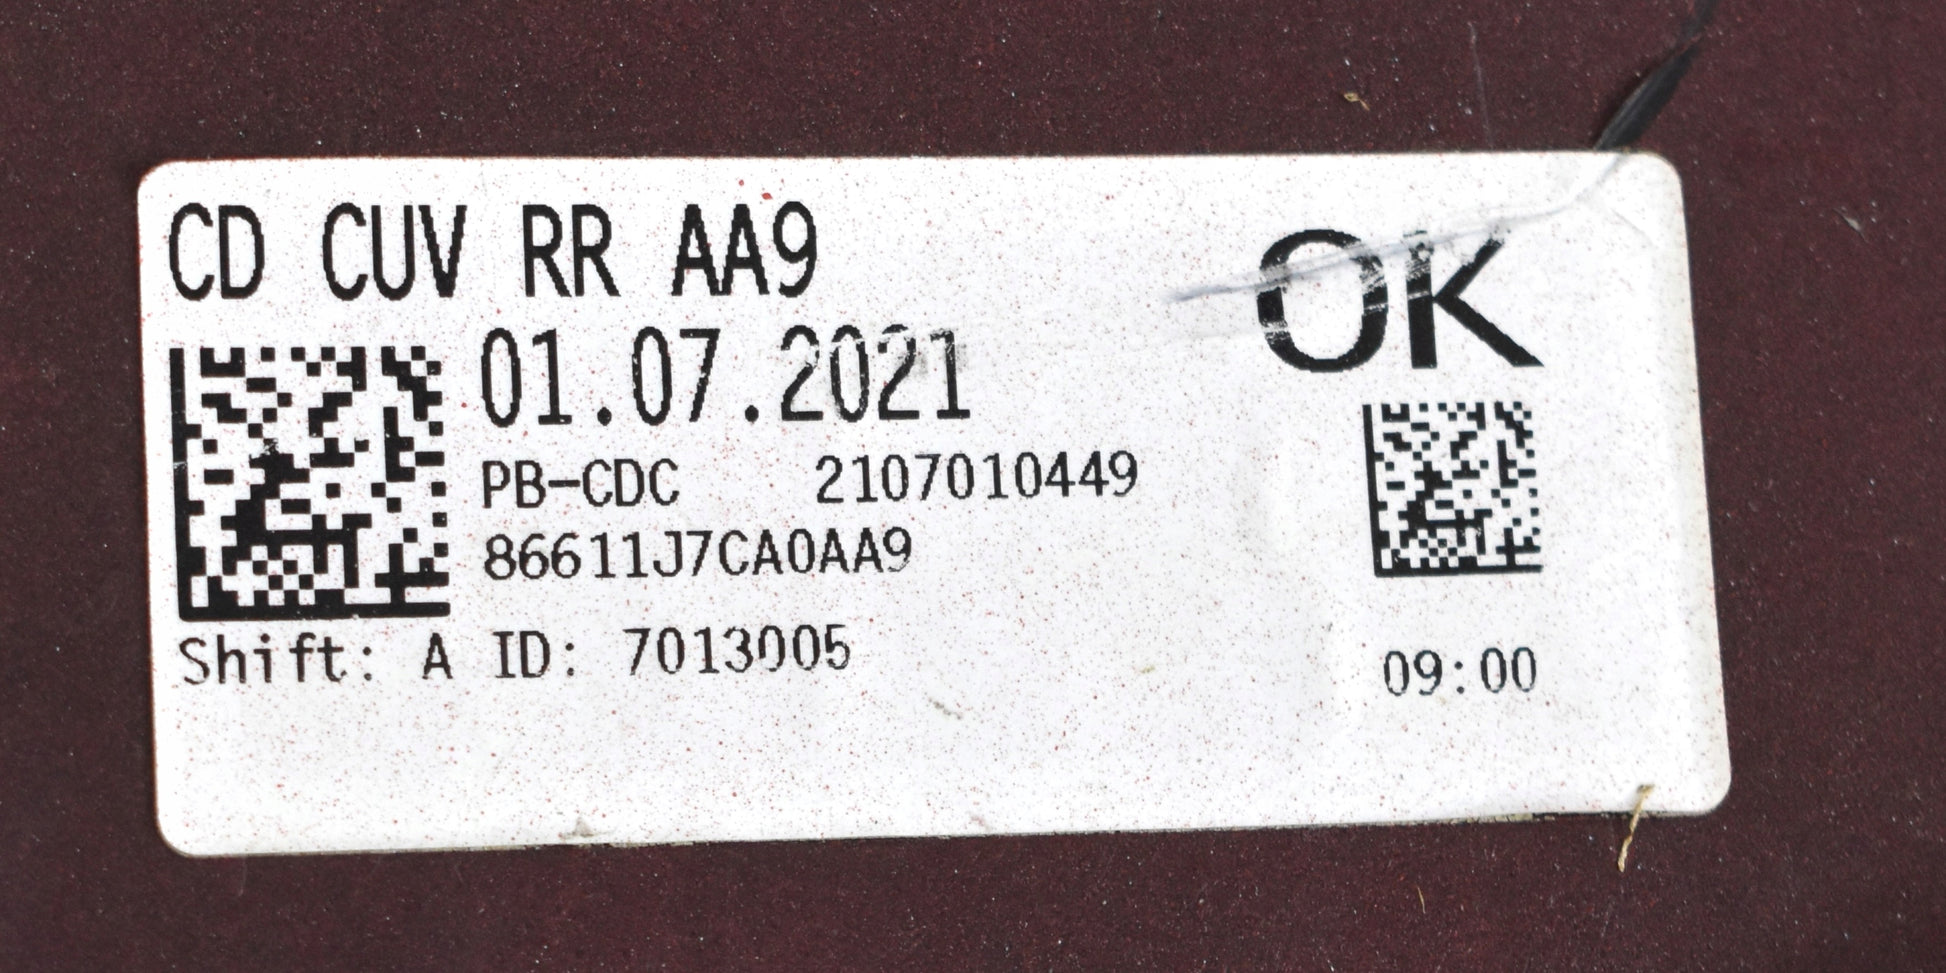 CD CUV RR AA9
OK
01.07.2021
PB-CDC 2107010449
86611J7CA0AA9
Shift: A ID: 7013005
09:00